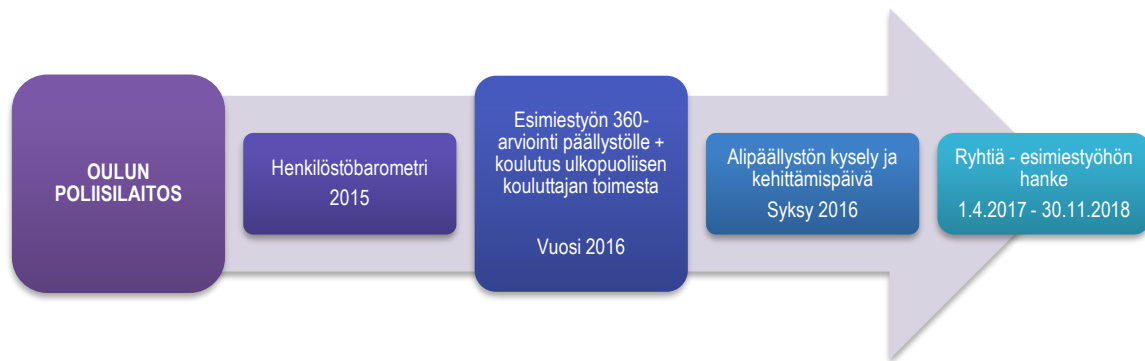 OULUN
POLIISILAITOS
Henkilöstöbarometri
2015
Esimiestyön 360-
arviointi päällystölle +
koulutus ulkopuolisen
kouluttajan toimesta
Vuosi 2016
Alipäällystön kysely ja
kehittämispäivä
Syksy 2016
Ryhtiä - esimiestyöhön
hanke
1.4.2017 - 30.11.2018